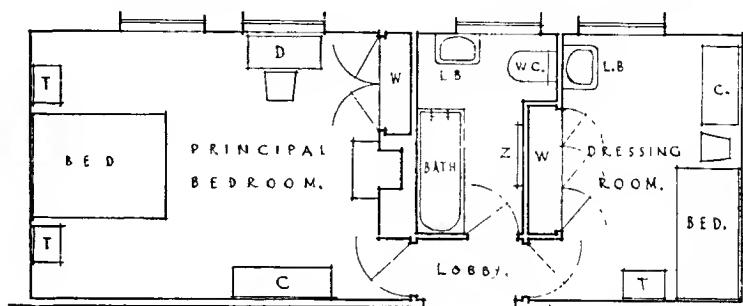 D
T
W
L B
W C.
L.B
C.
BED
PRINCIPAL
BEDROOM.
BATH
Z
W
DRESSING
ROOM.
BED.
T
C
LOBBY.
T